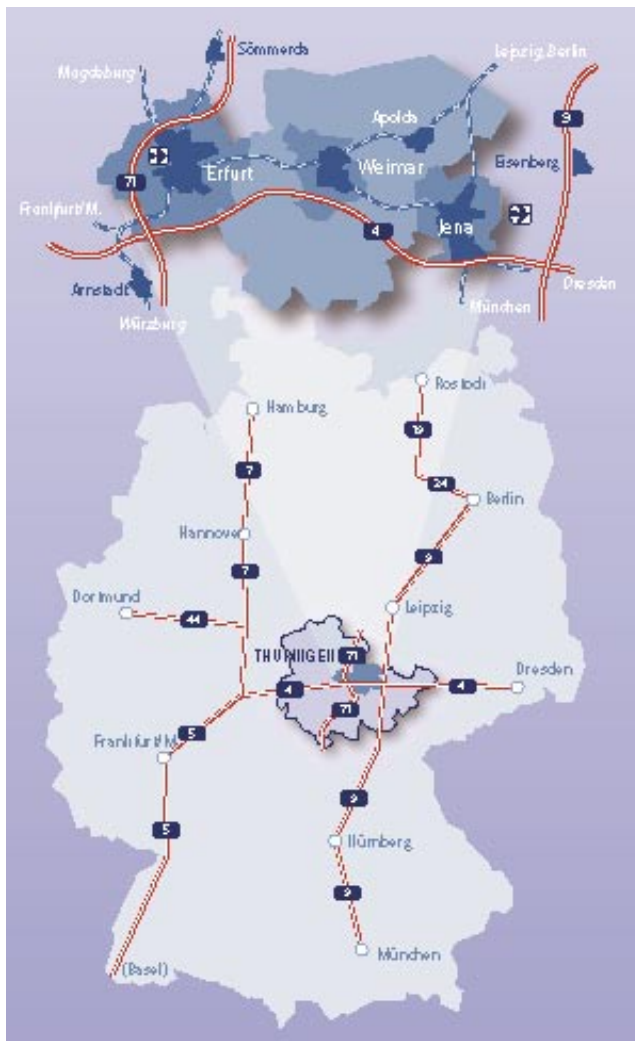 Sömmerda
Magdeburg
Leipzig, Berlin
Apolda
9
Erfurt
Weimar
Eisenberg
71
Frankfurt/M.
Jena
4
Arnstadt
Dresden
München
Würzburg
Rostock
Hamburg
19
7
24
Berlin
Hannover
9
7
Dortmund
Leipzig
44
THÜRINGEN
71
Dresden
4
4
71
5
Frankfurt/M.
9
5
Nürnberg
9
München
(Basel)